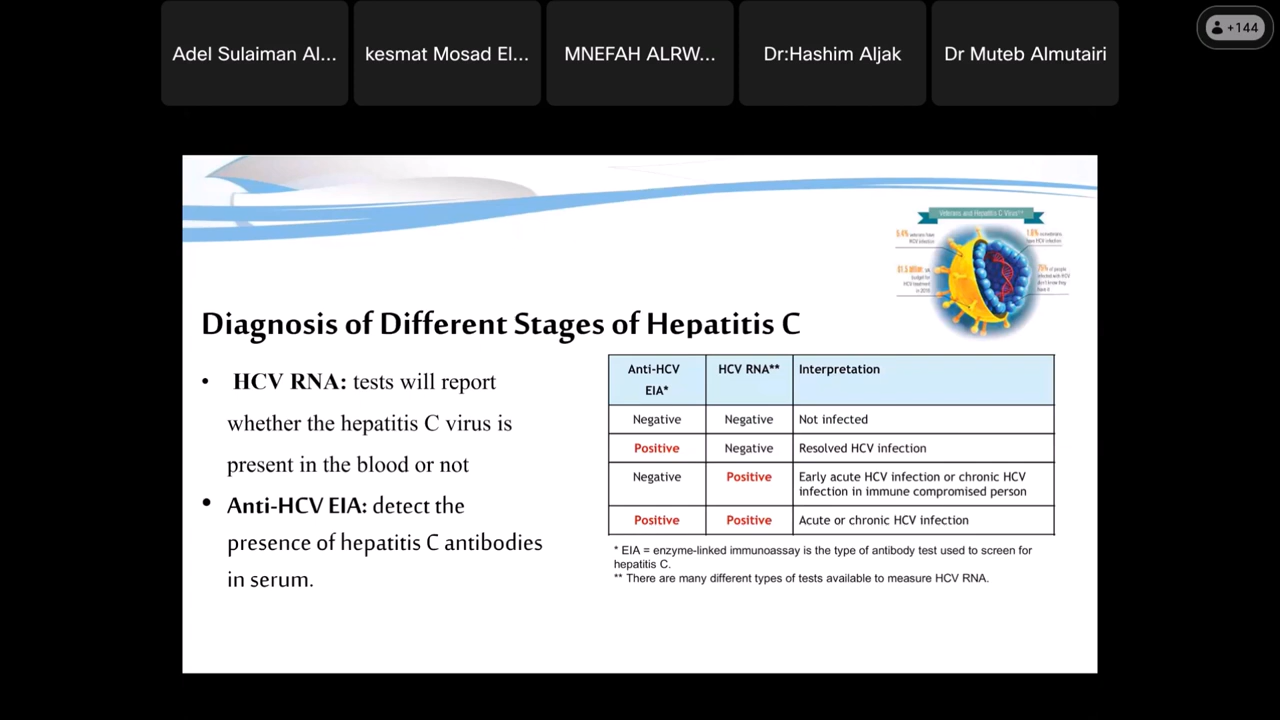 Adel Sulaiman Al...
kesmat Mosad El...
MNEFAH ALRW...
Dr:Hashim Aljak
Dr Muteb Almutairi
+144
Veterans and Hepatitis C Virus
Diagnosis of Different Stages of Hepatitis C
• HCV RNA: tests will report
whether the hepatitis C virus is
present in the blood or not
• Anti-HCV EIA: detect the
presence of hepatitis C antibodies
in serum.
Anti-HCV
EIA*
HCV RNA**
Interpretation
Negative Negative Not infected
Positive Negative Resolved HCV infection
Negative Positive Early acute HCV infection or chronic HCV
infection in immune compromised person
Positive Positive Acute or chronic HCV infection
* EIA = enzyme-linked immunoassay is the type of antibody test used to screen for
hepatitis C.
** There are many different types of tests available to measure HCV RNA.